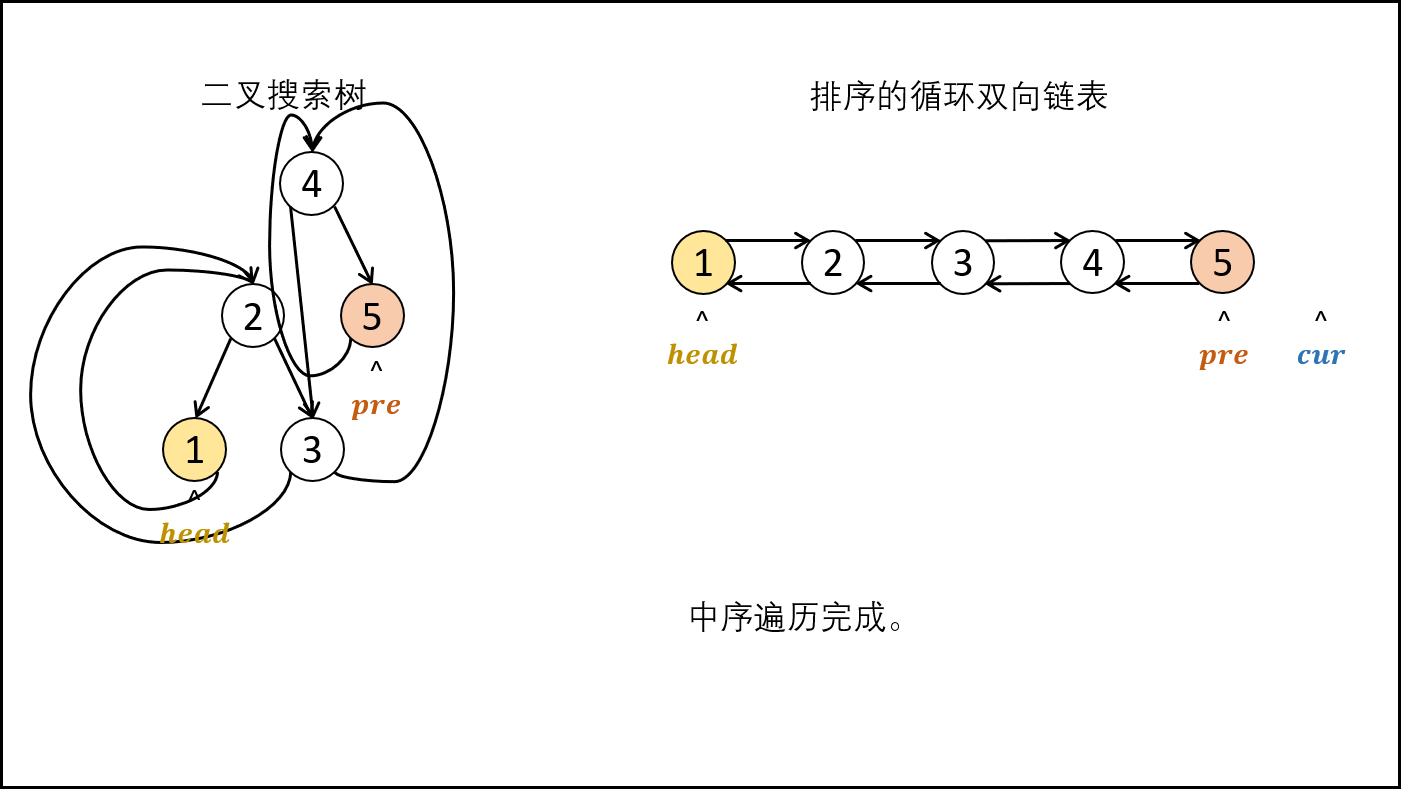 二叉搜索树
4
2
5
^
pre
1
3
^
head
排序的循环双向链表
1 2 3 4 5
^ ^ ^
head pre cur
中序遍历完成。